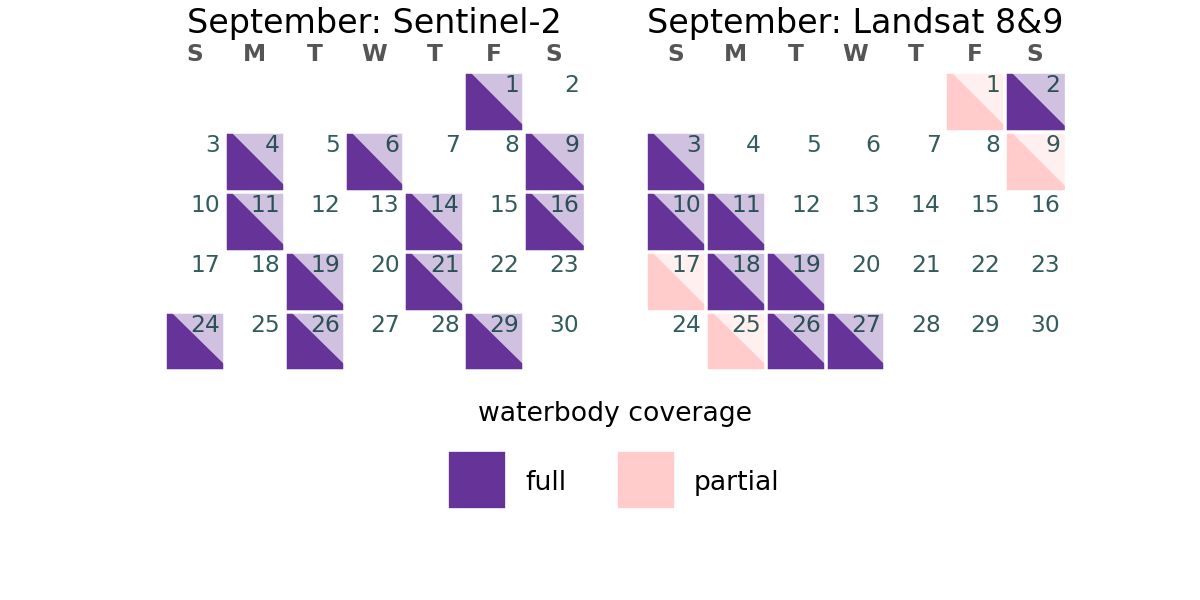 September: Sentinel-2
S M T W T F S
1 2
3 4 5 6 7 8 9
10 11 12 13 14 15 16
17 18 19 20 21 22 23
24 25 26 27 28 29 30
September: Landsat 8&9
S M T W T F S
1 2
3 4 5 6 7 8 9
10 11 12 13 14 15 16
17 18 19 20 21 22 23
24 25 26 27 28 29 30
waterbody coverage
full
partial